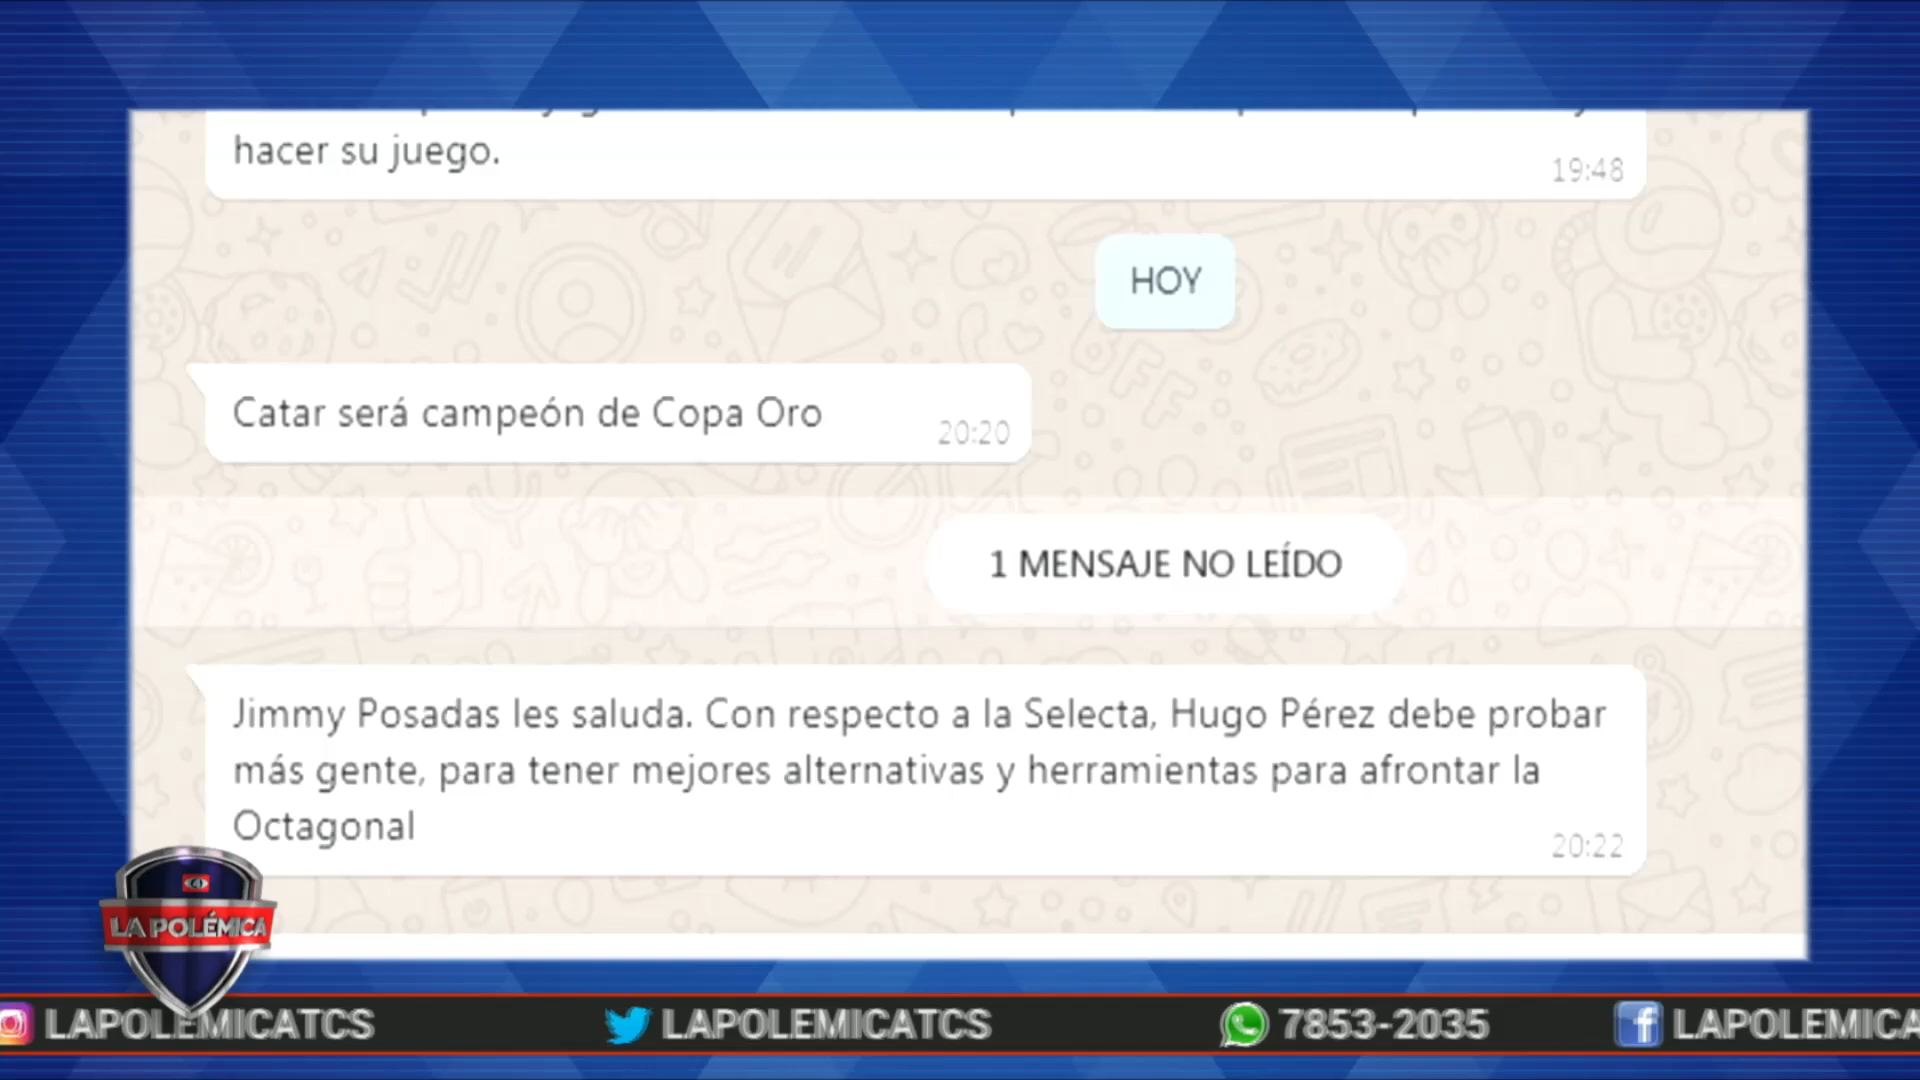 hacer su juego.
19:48
HOY
Catar será campeón de Copa Oro
20:20
1 MENSAJE NO LEÍDO
Jimmy Posadas les saluda. Con respecto a la Selecta, Hugo Pérez debe probar
más gente, para tener mejores alternativas y herramientas para afrontar la
Octagonal
20:22
4
LA POLÉMICA
LAPOLEMICATCS
LAPOLEMICATCS
7853-2035
LAPOLEMICA